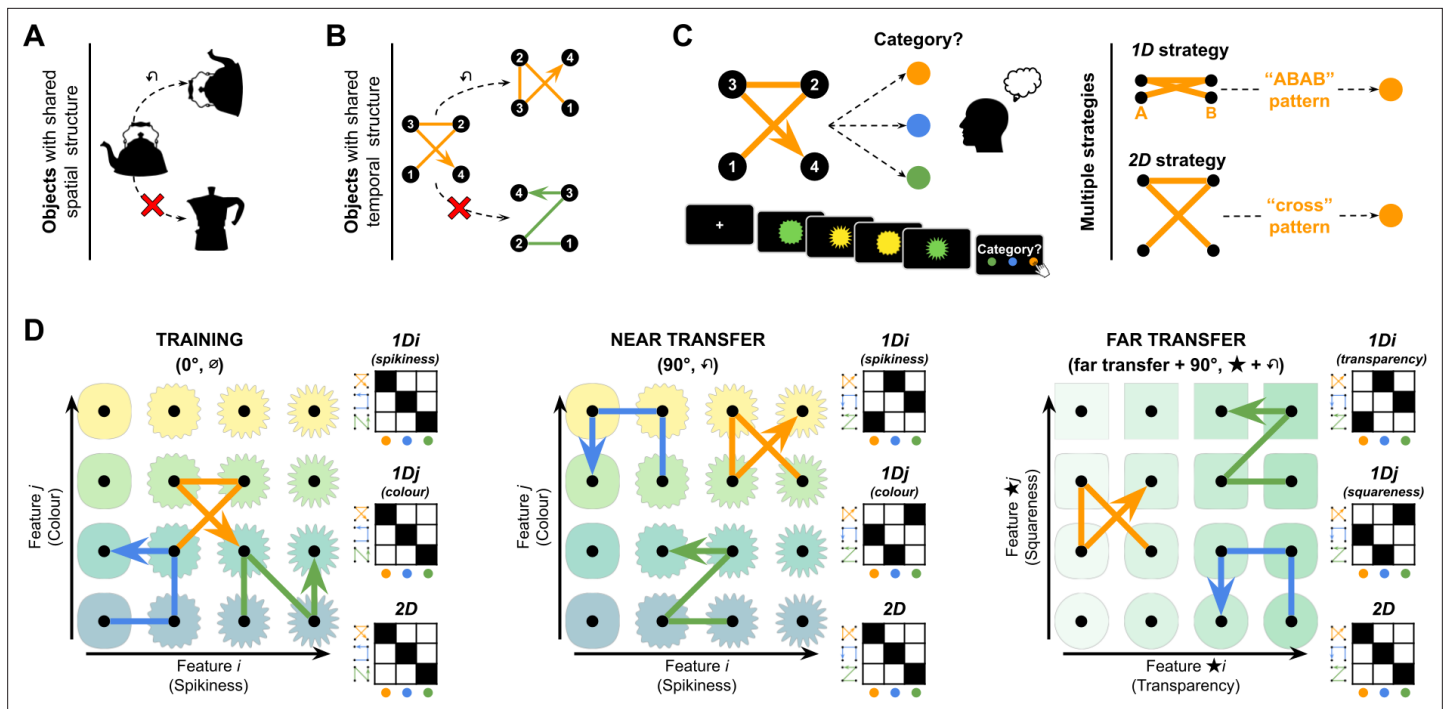 A
Objects with shared
spatial structure
B
Objects with shared
temporal structure
3
2
1
4
2
4
3
1
4
3
2
1
C
Category?
3
2
1
4
+
Category?
Multiple strategies
1D strategy
A
B
“ABAB”
pattern
2D strategy
“cross”
pattern
D
TRAINING
(0°, ⌀)
Feature j
(Colour)
Feature i
(Spikiness)
1Di
(spikiness)
1Dj
(colour)
2D
NEAR TRANSFER
(90°, ↶)
Feature j
(Colour)
Feature i
(Spikiness)
1Di
(spikiness)
1Dj
(colour)
2D
FAR TRANSFER
(far transfer + 90°, ★ + ↶)
Feature ★j
(Squareness)
Feature ★i
(Transparency)
1Di
(transparency)
1Dj
(squareness)
2D